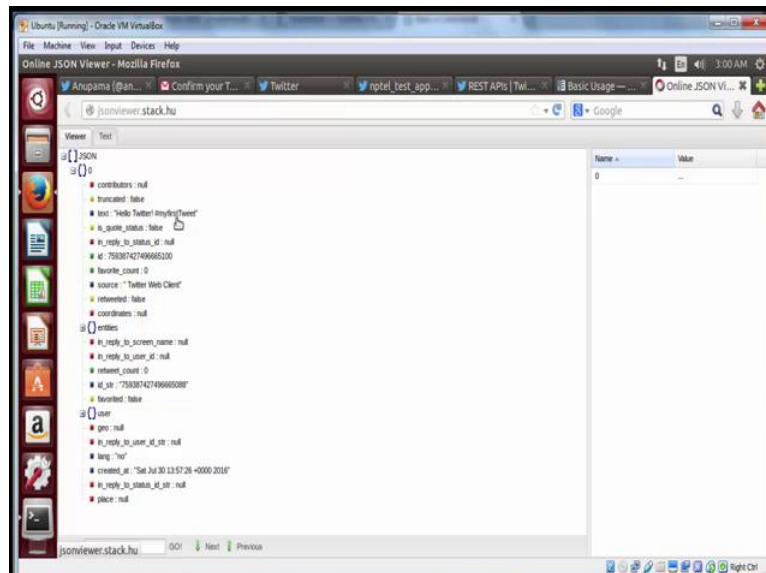 Ubuntu [Running] - Oracle VM VirtualBox
File Machine View Input Devices Help
Online JSON Viewer - Mozilla Firefox
En 3:00 AM
Anupama (@an...
Confirm your T...
Twitter
nptel_test_app...
REST APIs | Twi...
Basic Usage — ...
Online JSON Vi...
jsonviewer.stack.hu
Google
Viewer Text
JSON
0
contributors : null
truncated : false
text : "Hello Twitter! #myfirstTweet"
is_quote_status : false
in_reply_to_status_id : null
id : 759387427496665100
favorite_count : 0
source : " Twitter Web Client"
retweeted : false
coordinates : null
entities
in_reply_to_screen_name : null
in_reply_to_user_id : null
retweet_count : 0
id_str : "759387427496665088"
favorited : false
user
geo : null
in_reply_to_user_id_str : null
lang : "no"
created_at : "Sat Jul 30 13:57:26 +0000 2016"
in_reply_to_status_id_str : null
place : null
Name Value
0 ...
jsonviewer.stack.hu
GO! Next Previous
Right Ctrl